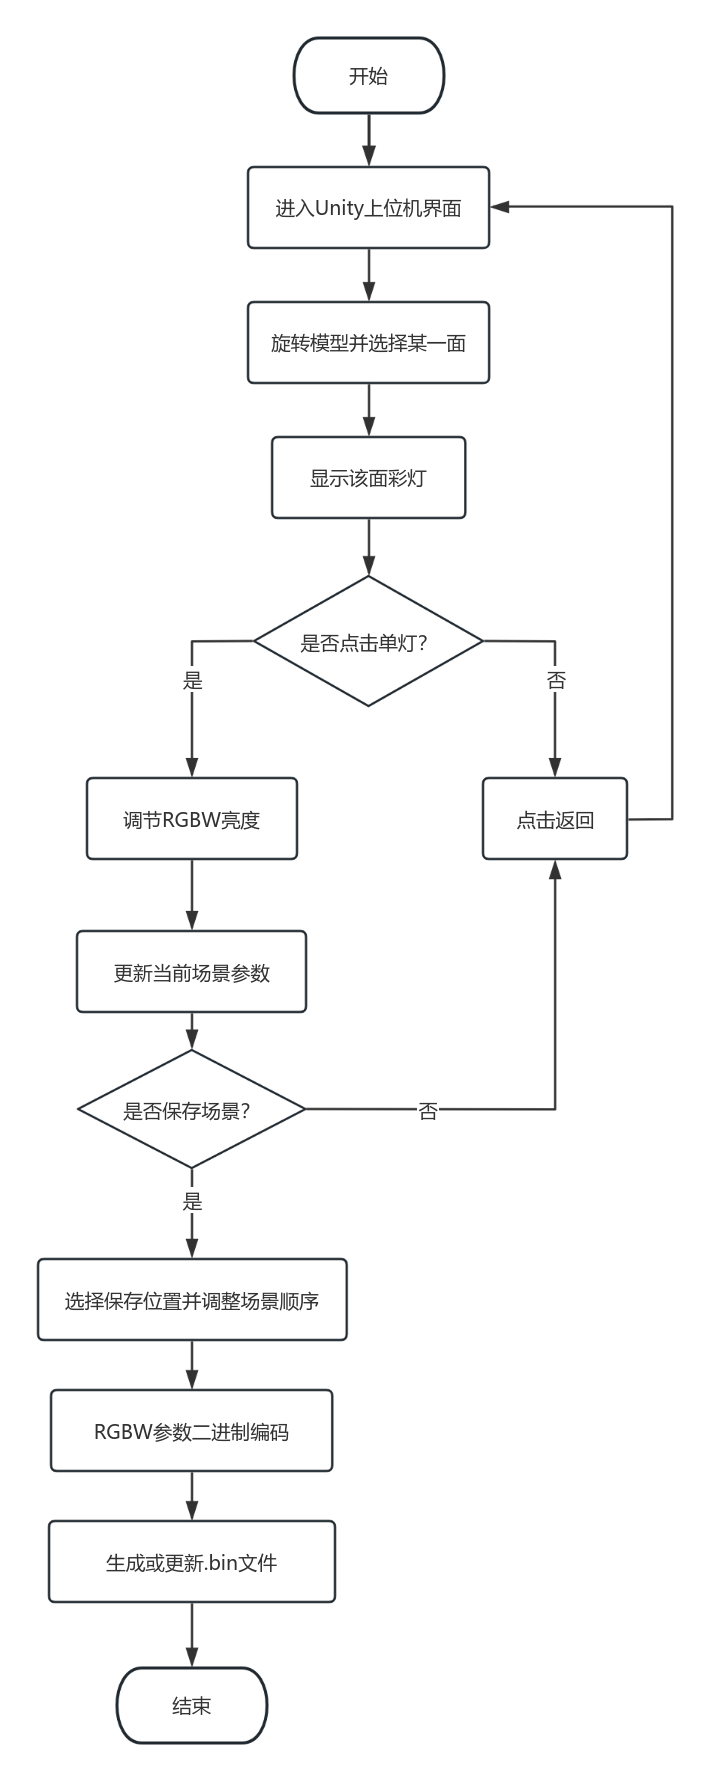 开始
进入Unity上位机界面
旋转模型并选择某一面
显示该面彩灯
是否点击单灯?
是
否
调节RGBW亮度
点击返回
更新当前场景参数
是否保存场景?
否
是
选择保存位置并调整场景顺序
RGBW参数二进制编码
生成或更新.bin文件
结束